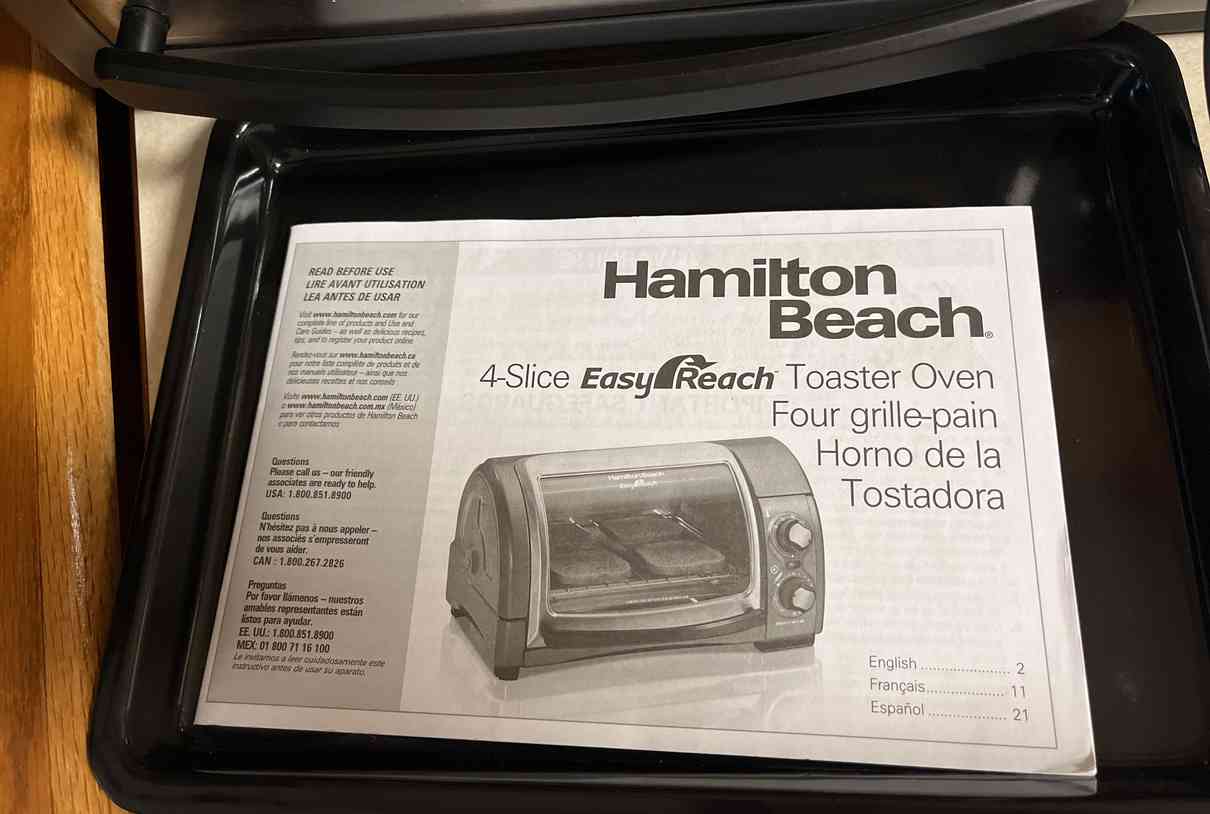 READ BEFORE USE
LIRE AVANT UTILISATION
LEA ANTES DE USAR
Visit www.hamiltonbeach.com for our
complete line of products and Use and
Care Guides – as well as delicious recipes,
tips, and to register your product online.
Rendez-vous sur www.hamiltonbeach.ca
pour notre liste complète de produits et de
nos manuels utilisateur – ainsi que nos
délicieuses recettes et nos conseils
Visite www.hamiltonbeach.com (EE. UU.)
o www.hamiltonbeach.com.mx (México)
para ver otros productos de Hamilton Beach
o para contactarnos
Questions
Please call us – our friendly
associates are ready to help.
USA: 1.800.851.8900
Questions
N'hésitez pas à nous appeler –
nos associés s'empresseront
de vous aider.
CAN : 1.800.267.2826
Preguntas
Por favor llámenos – nuestros
amables representantes están
listos para ayudar.
EE. UU.: 1.800.851.8900
MEX: 01 800 71 16 100
Le invitamos a leer cuidadosamente este
instructivo antes de usar su aparato.
Hamilton
Beach®
4-Slice EasyReach™ Toaster Oven
Four grille-pain
Horno de la
Tostadora
Hamilton Beach
EasyReach
English ...................... 2
Français................... 11
Español ................... 21